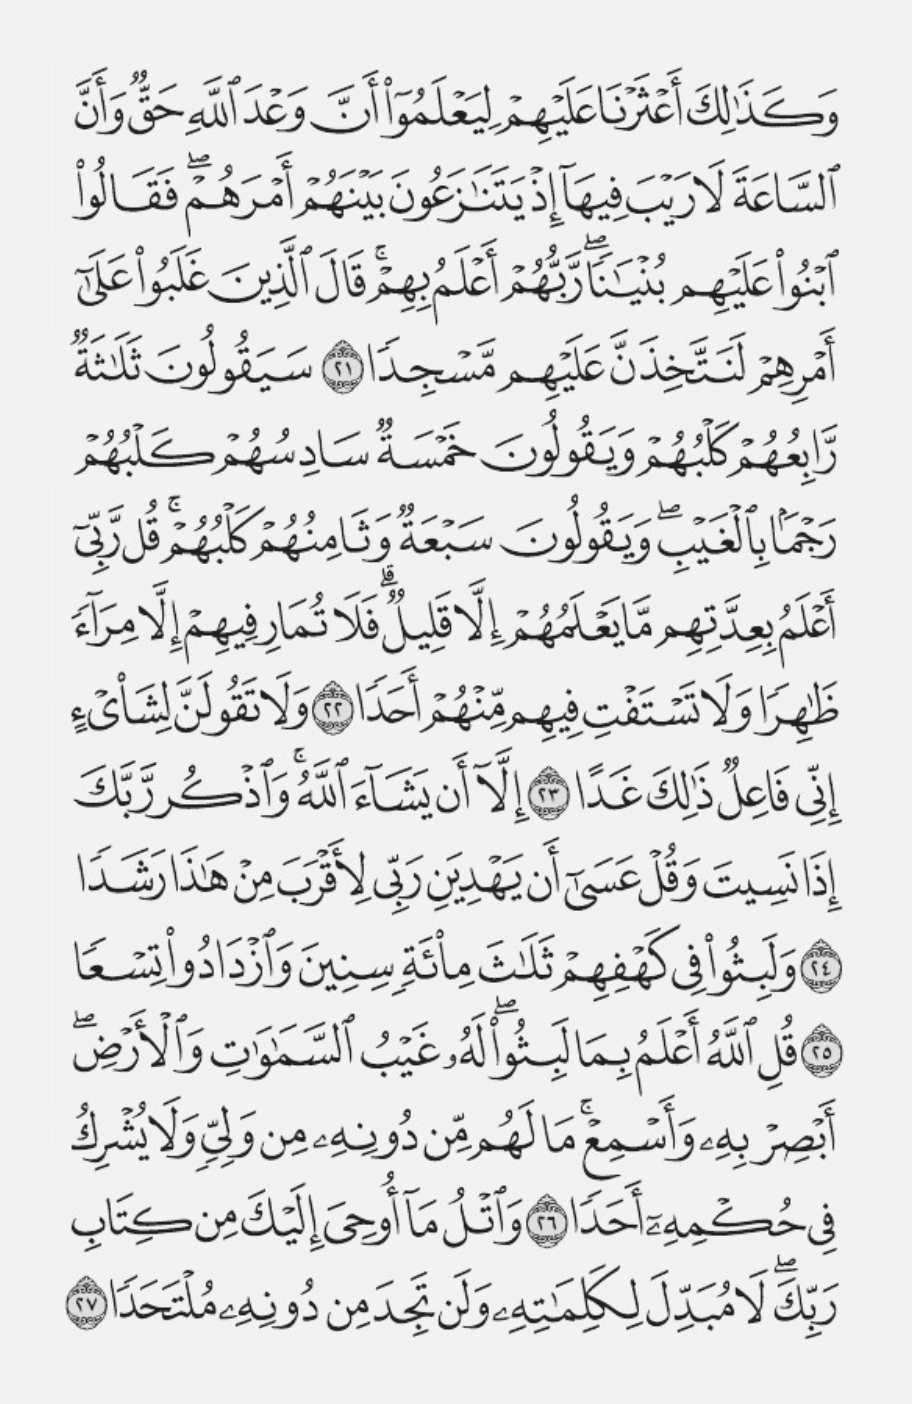 وَكَذَٰلِكَ أَعْثَرْنَا عَلَيْهِمْ لِيَعْلَمُوٓا۟ أَنَّ وَعْدَ ٱللَّهِ حَقٌّ وَأَنَّ
ٱلسَّاعَةَ لَا رَيْبَ فِيهَآ إِذْ يَتَنَٰزَعُونَ بَيْنَهُمْ أَمْرَهُمْ ۖ فَقَالُوا۟
ٱبْنُوا۟ عَلَيْهِم بُنْيَٰنًا ۖ رَّبُّهُمْ أَعْلَمُ بِهِمْ ۚ قَالَ ٱلَّذِينَ غَلَبُوا۟ عَلَىٰٓ
أَمْرِهِمْ لَنَتَّخِذَنَّ عَلَيْهِم مَّسْجِدًا ٢١ سَيَقُولُونَ ثَلَٰثَةٌ
رَّابِعُهُمْ كَلْبُهُمْ وَيَقُولُونَ خَمْسَةٌ سَادِسُهُمْ كَلْبُهُمْ
رَجْمًۢا بِٱلْغَيْبِ ۖ وَيَقُولُونَ سَبْعَةٌ وَثَامِنُهُمْ كَلْبُهُمْ ۚ قُل رَّبِّىٓ
أَعْلَمُ بِعِدَّتِهِم مَّا يَعْلَمُهُمْ إِلَّا قَلِيلٌ ۗ فَلَا تُمَارِ فِيهِمْ إِلَّا مِرَآءً
ظَٰهِرًا وَلَا تَسْتَفْتِ فِيهِم مِّنْهُمْ أَحَدًا ٢٢ وَلَا تَقُولَنَّ لِشَا۟ىْءٍ
إِنِّى فَاعِلٌ ذَٰلِكَ غَدًا ٢٣ إِلَّآ أَن يَشَآءَ ٱللَّهُ ۚ وَٱذْكُر رَّبَّكَ
إِذَا نَسِيتَ وَقُلْ عَسَىٰٓ أَن يَهْدِيَنِ رَبِّى لِأَقْرَبَ مِنْ هَٰذَا رَشَدًا
٢٤ وَلَبِثُوا۟ فِى كَهْفِهِمْ ثَلَٰثَ مِا۟ئَةٍ سِنِينَ وَٱزْدَادُوا۟ تِسْعًا
٢٥ قُلِ ٱللَّهُ أَعْلَمُ بِمَا لَبِثُوا۟ ۖ لَهُۥ غَيْبُ ٱلسَّمَٰوَٰتِ وَٱلْأَرْضِ ۖ
أَبْصِرْ بِهِۦ وَأَسْمِعْ ۚ مَا لَهُم مِّن دُونِهِۦ مِن وَلِىٍّ وَلَا يُشْرِكُ
فِى حُكْمِهِۦٓ أَحَدًا ٢٦ وَٱتْلُ مَآ أُوحِىَ إِلَيْكَ مِن كِتَابِ
رَبِّكَ ۖ لَا مُبَدِّلَ لِكَلِمَٰتِهِۦ وَلَن تَجِدَ مِن دُونِهِۦ مُلْتَحَدًا ٢٧